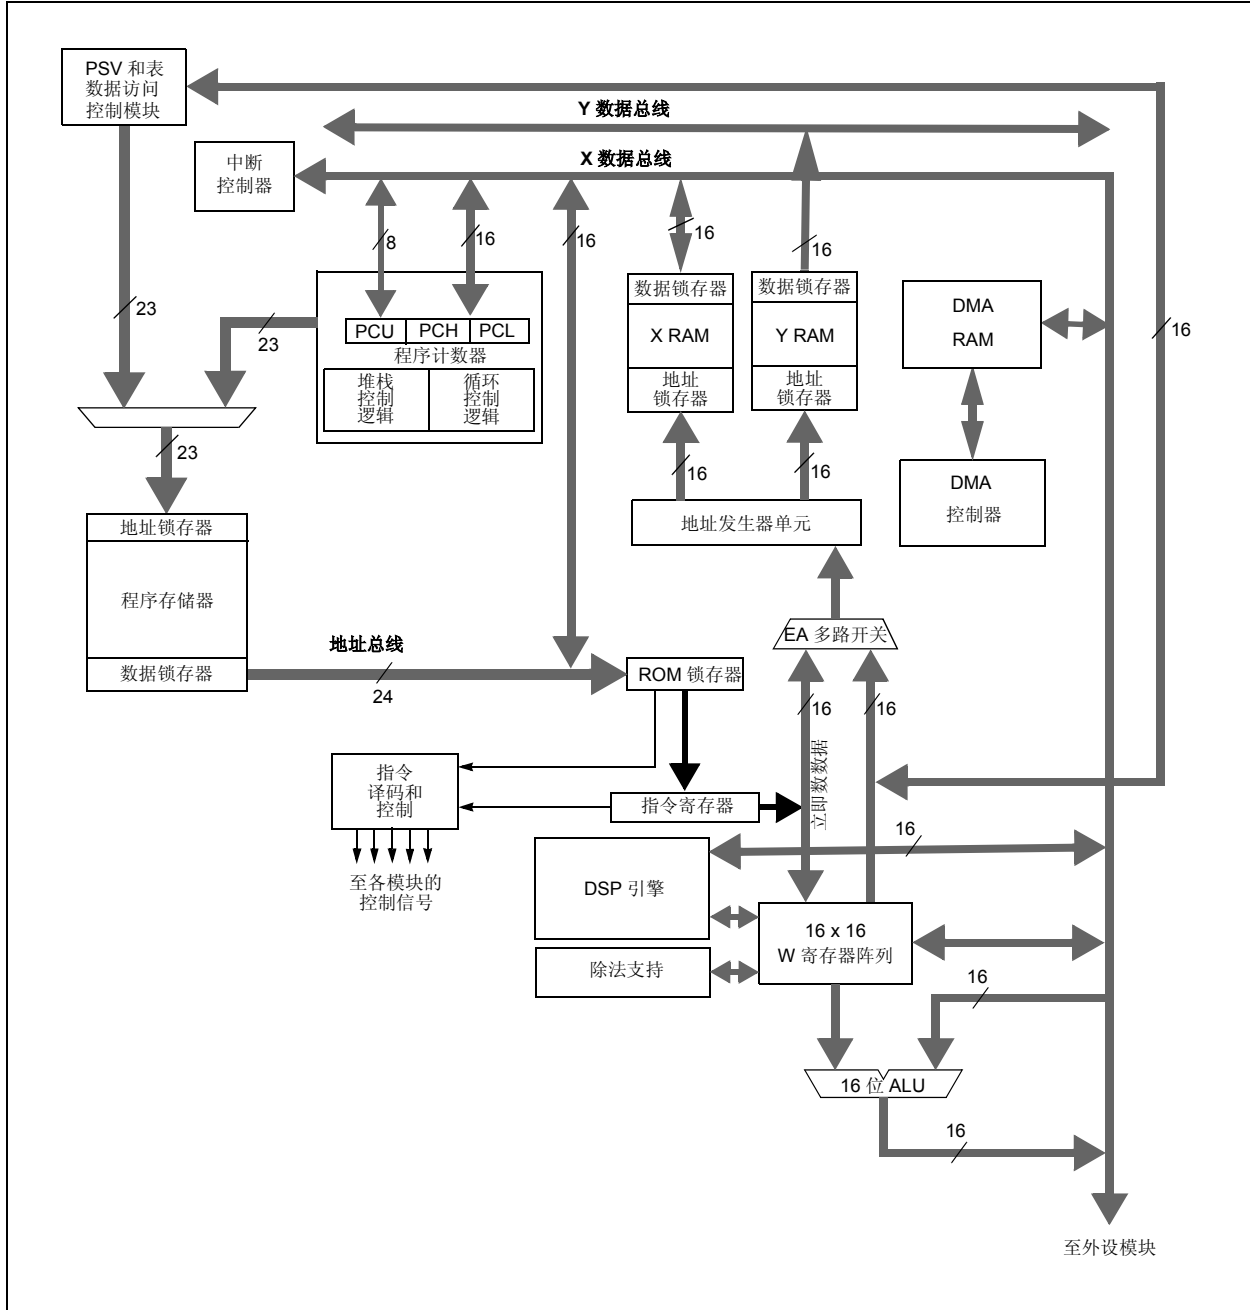 PSV 和表
数据访问
控制模块
Y 数据总线
X 数据总线
中断
控制器
8
16
16
16
16
23
23
16
数据锁存器
X RAM
地址
锁存器
数据锁存器
Y RAM
地址
锁存器
DMA
RAM
PCU
PCH
PCL
程序计数器
堆栈
控制
逻辑
循环
控制
逻辑
23
16
16
DMA
控制器
地址发生器单元
地址锁存器
程序存储器
数据锁存器
地址总线
24
EA 多路开关
ROM 锁存器
16
16
立即数数据
指令
译码和
控制
指令寄存器
至各模块的
控制信号
16
DSP 引擎
16 x 16
W 寄存器阵列
除法支持
16
16 位 ALU
16
至外设模块